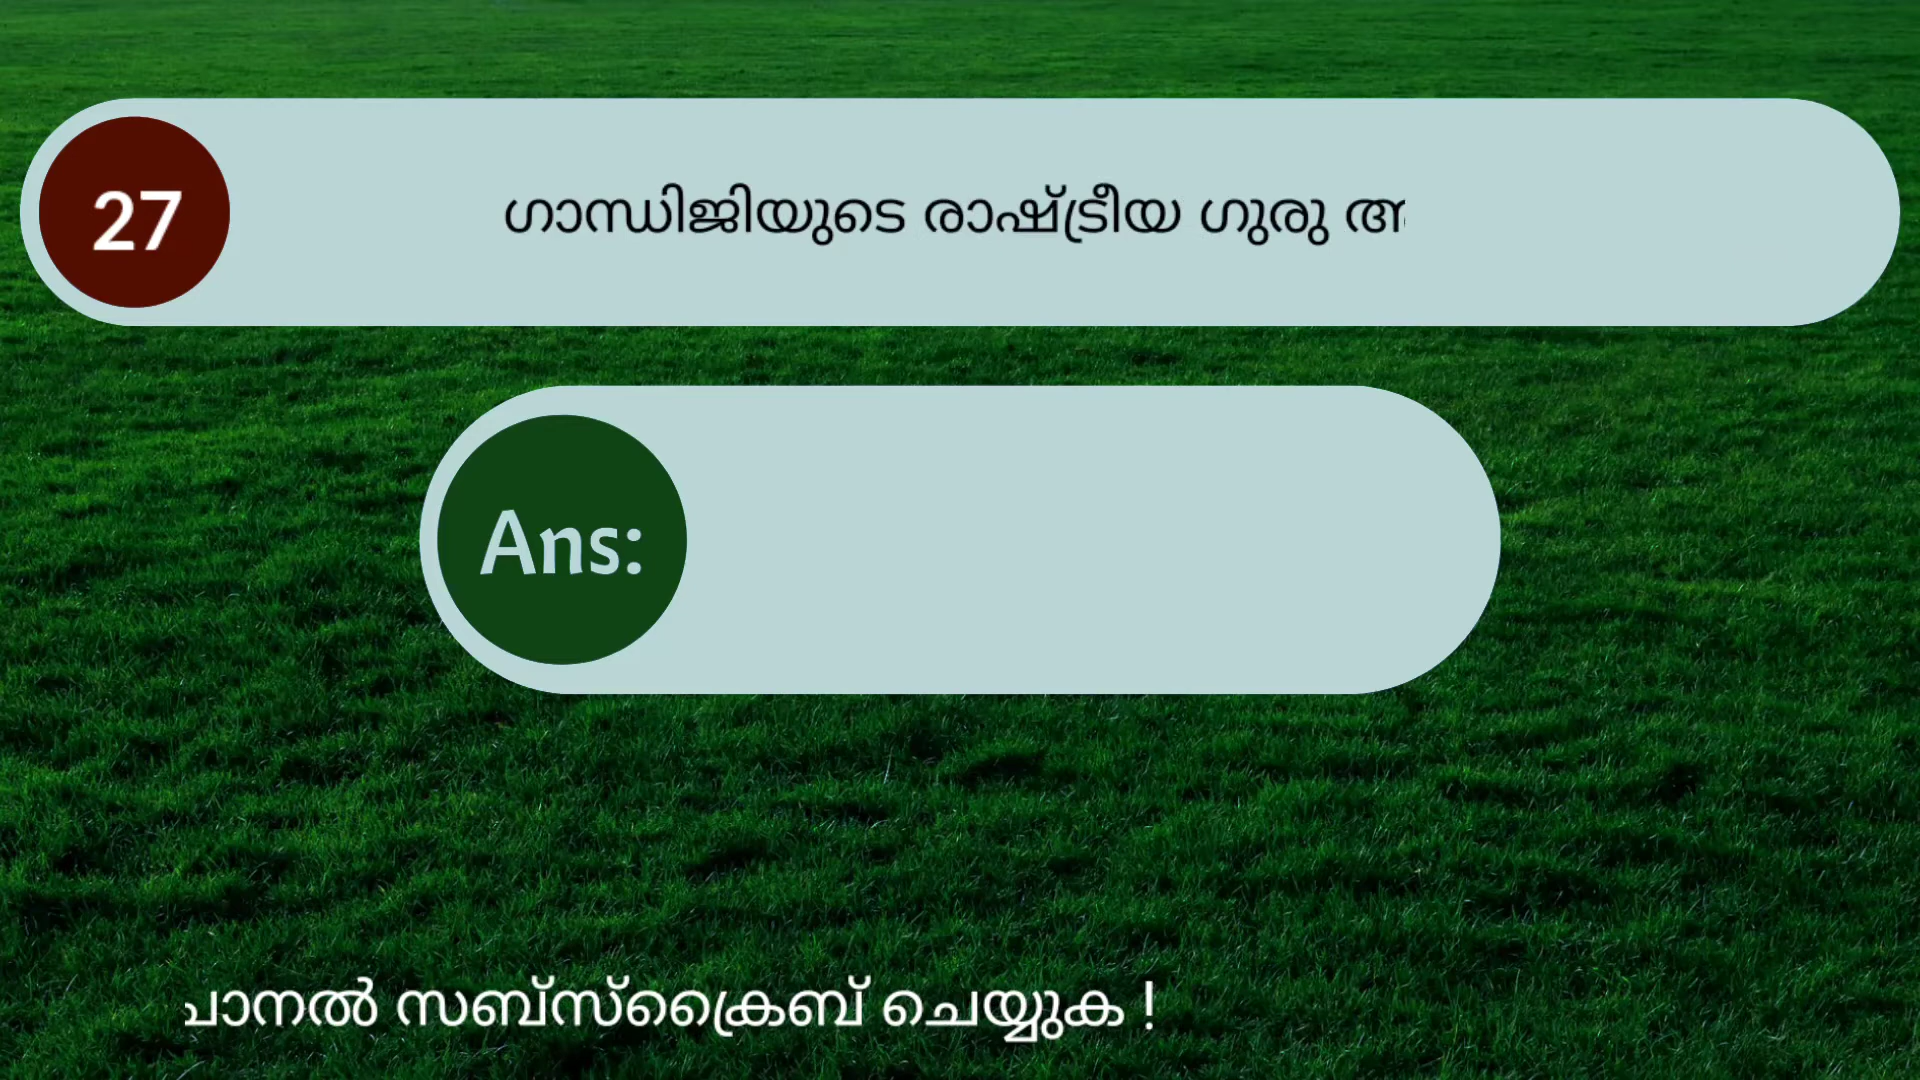 27
ഗാന്ധിജിയുടെ രാഷ്ട്രീയ ഗുരു
Ans:
ചാനൽ സബ്സ്ക്രൈബ് ചെയ്യുക !